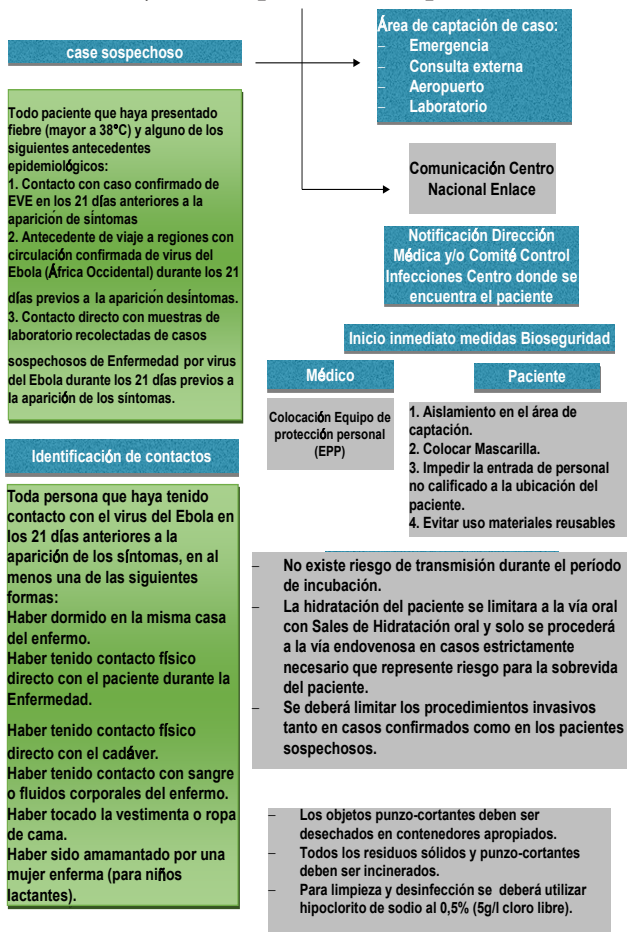 case sospechoso
Todo paciente que haya presentado
fiebre (mayor a 38°C) y alguno de los
siguientes antecedentes
epidemiológicos:
1. Contacto con caso confirmado de
EVE en los 21 días anteriores a la
aparición de síntomas
2. Antecedente de viaje a regiones con
circulación confirmada de virus del
Ebola (África Occidental) durante los 21
días previos a la aparición desíntomas.
3. Contacto directo con muestras de
laboratorio recolectadas de casos
sospechosos de Enfermedad por virus
del Ebola durante los 21 días previos a
la aparición de los síntomas.
Identificación de contactos
Toda persona que haya tenido
contacto con el virus del Ebola en
los 21 días anteriores a la
aparición de los síntomas, en al
menos una de las siguientes
formas:
Haber dormido en la misma casa
del enfermo.
Haber tenido contacto físico
directo con el paciente durante la
Enfermedad.
Haber tenido contacto físico
directo con el cadáver.
Haber tenido contacto con sangre
o fluidos corporales del enfermo.
Haber tocado la vestimenta o ropa
de cama.
Haber sido amamantado por una
mujer enferma (para niños
lactantes).
Área de captación de caso:
– Emergencia
– Consulta externa
– Aeropuerto
– Laboratorio
Comunicación Centro
Nacional Enlace
Notificación Dirección
Médica y/o Comité Control
Infecciones Centro donde se
encuentra el paciente
Inicio inmediato medidas Bioseguridad
Médico
Colocación Equipo de
protección personal
(EPP)
Paciente
1. Aislamiento en el área de
captación.
2. Colocar Mascarilla.
3. Impedir la entrada de personal
no calificado a la ubicación del
paciente.
4. Evitar uso materiales reusables
– No existe riesgo de transmisión durante el período
de incubación.
– La hidratación del paciente se limitara a la vía oral
con Sales de Hidratación oral y solo se procederá
a la vía endovenosa en casos estrictamente
necesario que represente riesgo para la sobrevida
del paciente.
– Se deberá limitar los procedimientos invasivos
tanto en casos confirmados como en los pacientes
sospechosos.
– Los objetos punzo-cortantes deben ser
desechados en contenedores apropiados.
– Todos los residuos sólidos y punzo-cortantes
deben ser incinerados.
– Para limpieza y desinfección se deberá utilizar
hipoclorito de sodio al 0,5% (5g/l cloro libre).